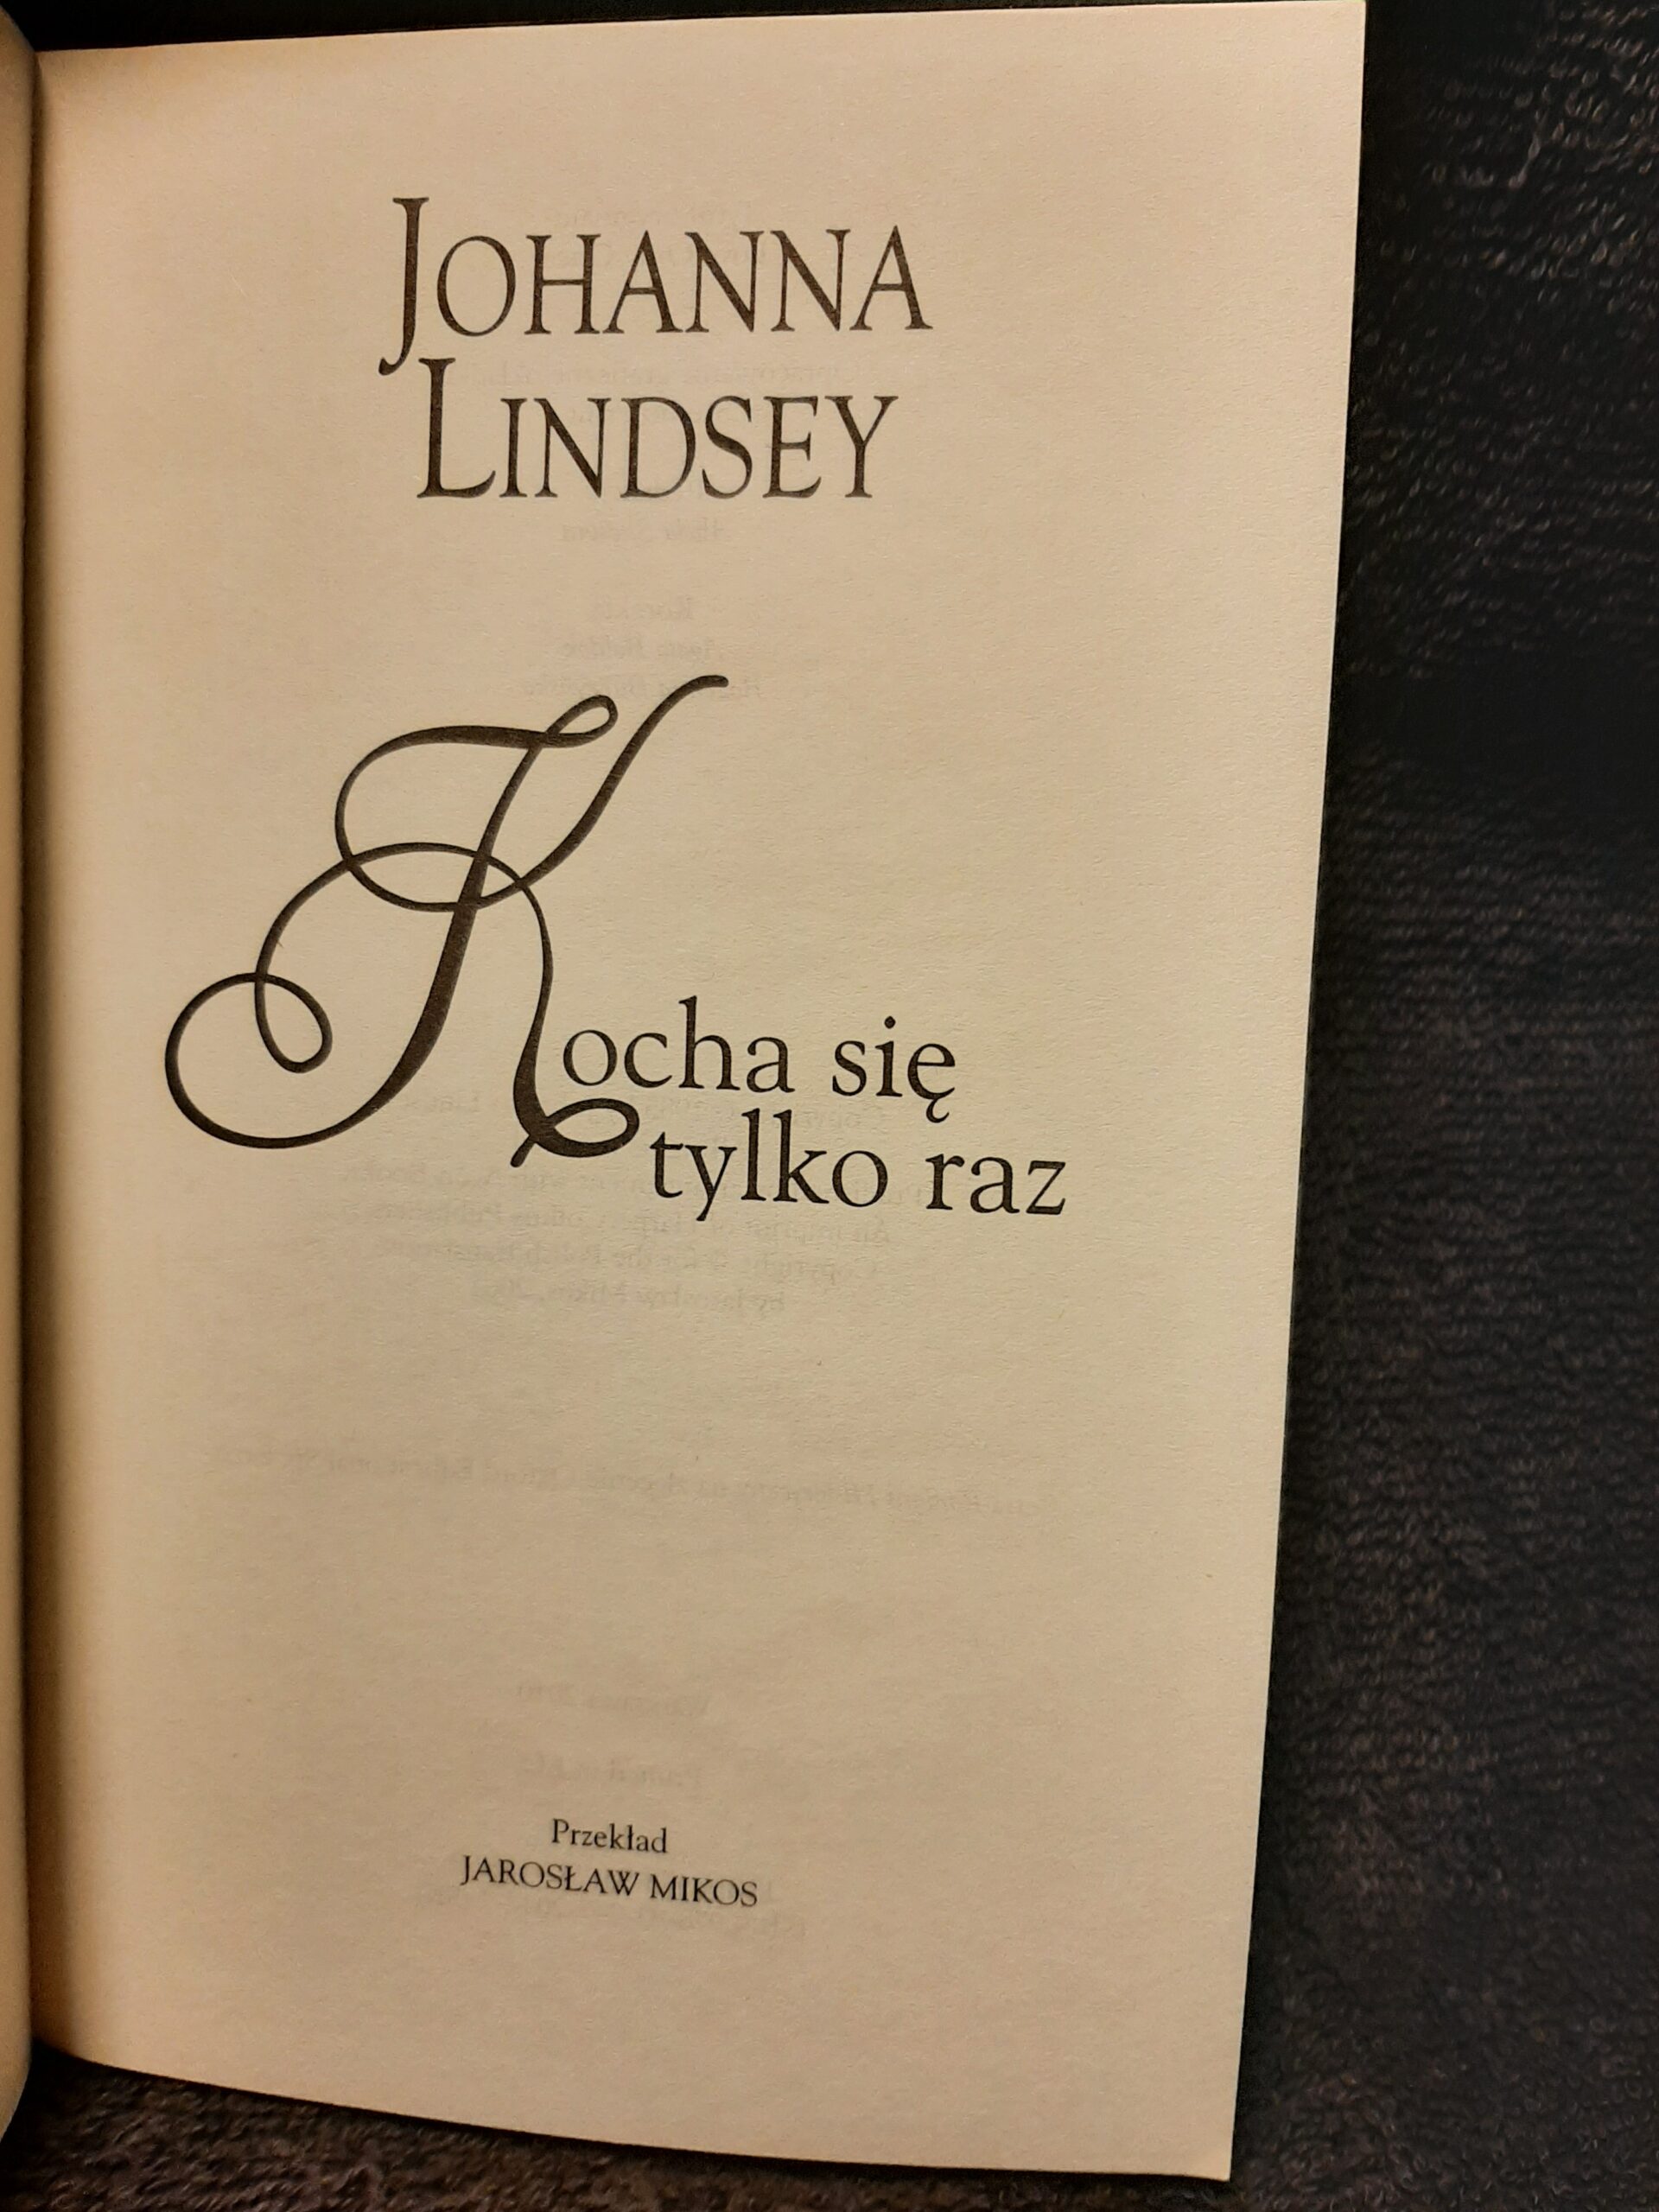 JOHANNA
LINDSEY
Kocha się
tylko raz
Przekład
JAROSŁAW MIKOS